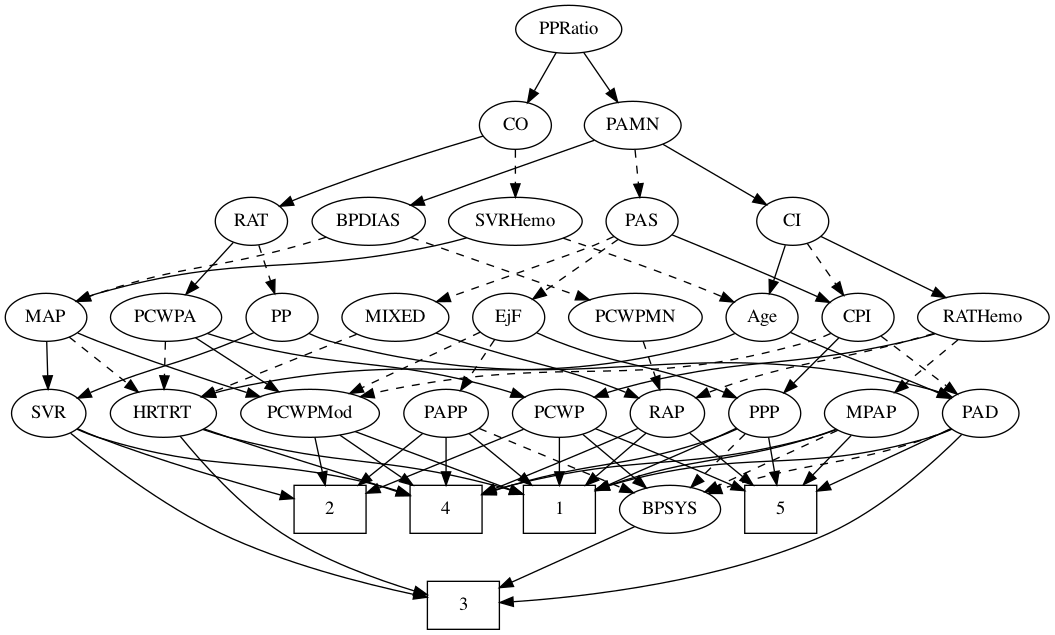 PPRatio
CO
PAMN
RAT
BPDIAS
SVRHemo
PAS
CI
MAP
PCWPA
PP
MIXED
EjF
PCWPMN
Age
CPI
RATHemo
SVR
HRTRT
PCWPMod
PAPP
PCWP
RAP
PPP
MPAP
PAD
2
4
1
BPSYS
5
3